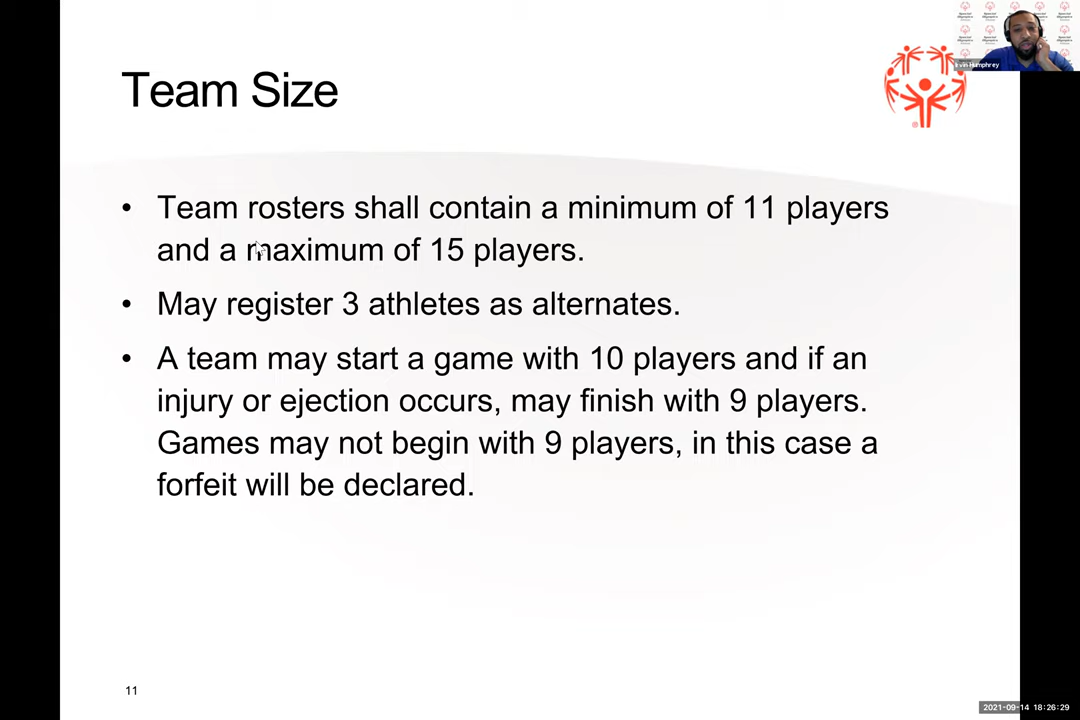 Team Size
• Team rosters shall contain a minimum of 11 players
and a maximum of 15 players.
• May register 3 athletes as alternates.
• A team may start a game with 10 players and if an
injury or ejection occurs, may finish with 9 players.
Games may not begin with 9 players, in this case a
forfeit will be declared.
11
Special
Olympics
Humphrey
®
2021-09-14 18:26:29